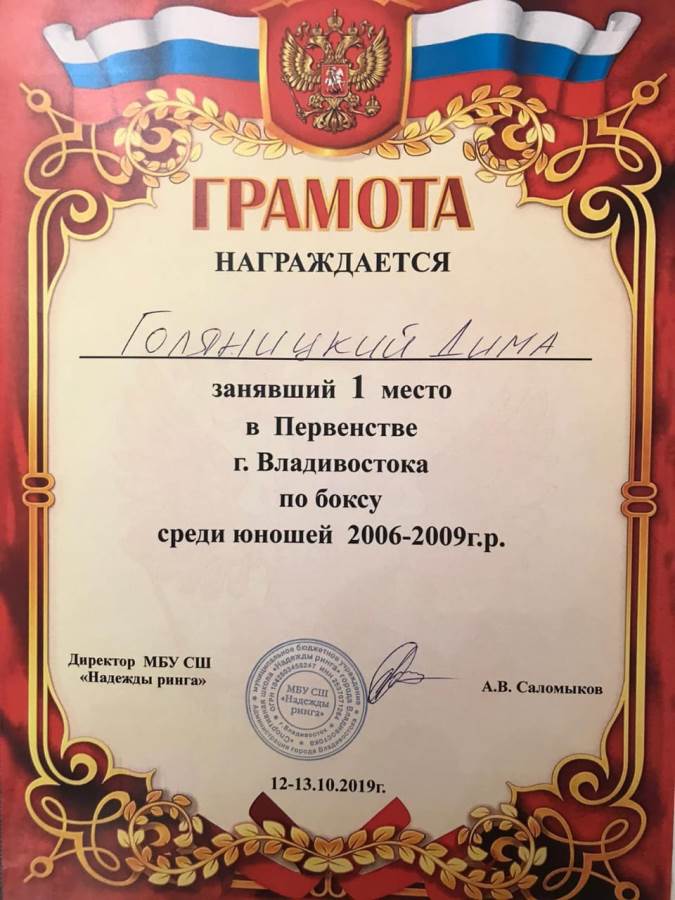 ГРАМОТА
НАГРАЖДАЕТСЯ
Голяницкий Дима
занявший 1 место
в Первенстве
г. Владивостока
по боксу
среди юношей 2006-2009г.р.
Директор МБУ СШ
«Надежды ринга»
МБУ СШ
«Надежды
ринга»
г. Владивосток
А.В. Саломыков
12-13.10.2019г.